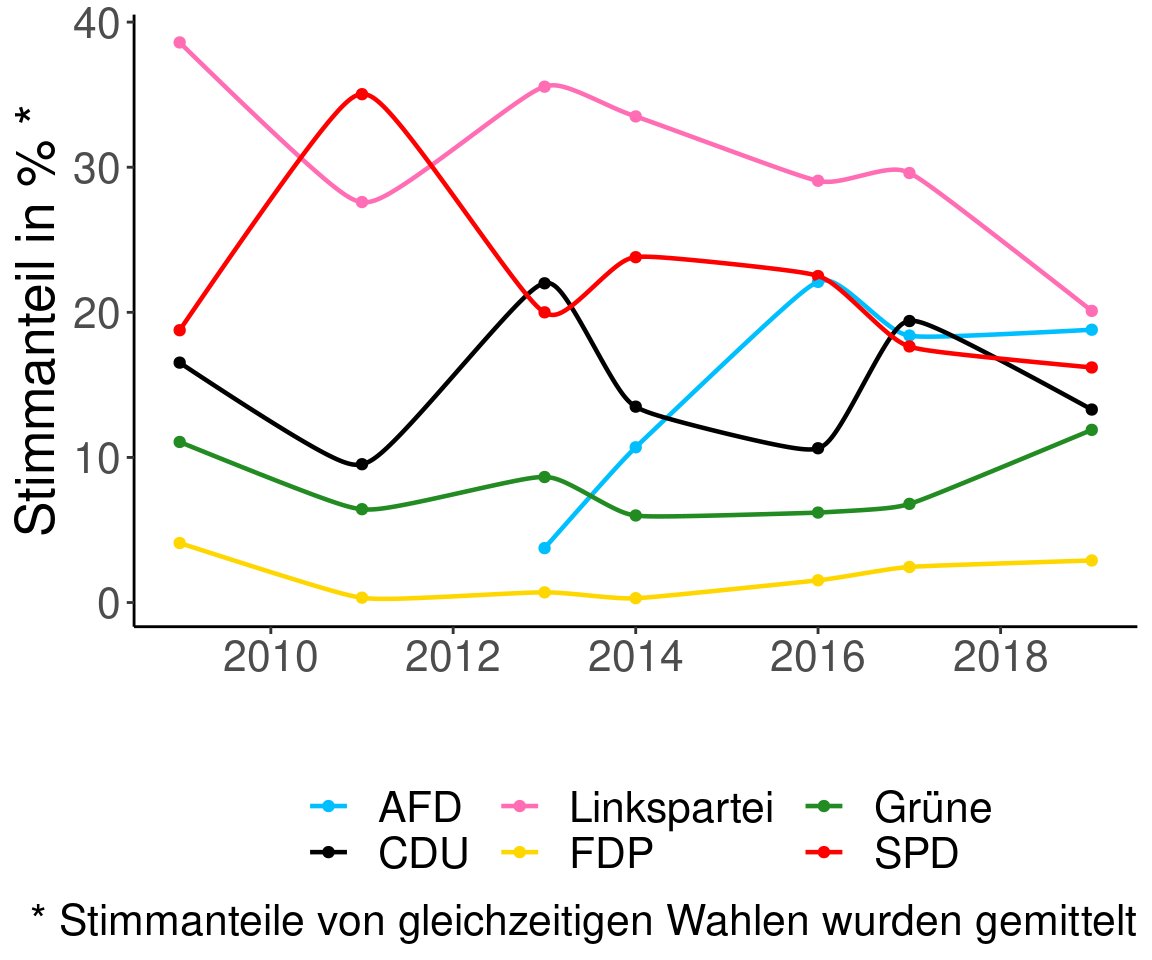 Stimmanteil in % *
40
30
20
10
0
2010 2012 2014 2016 2018
AFD Linkspartei Grüne
CDU FDP SPD
* Stimmanteile von gleichzeitigen Wahlen wurden gemittelt